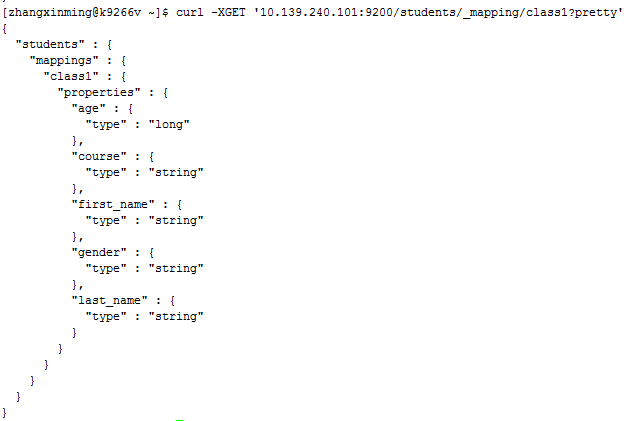 [zhangxinming@k9266v ~]$ curl -XGET '10.139.240.101:9200/students/_mapping/class1?pretty'
{
  "students" : {
    "mappings" : {
      "class1" : {
        "properties" : {
          "age" : {
            "type" : "long"
          },
          "course" : {
            "type" : "string"
          },
          "first_name" : {
            "type" : "string"
          },
          "gender" : {
            "type" : "string"
          },
          "last_name" : {
            "type" : "string"
          }
        }
      }
    }
  }
}